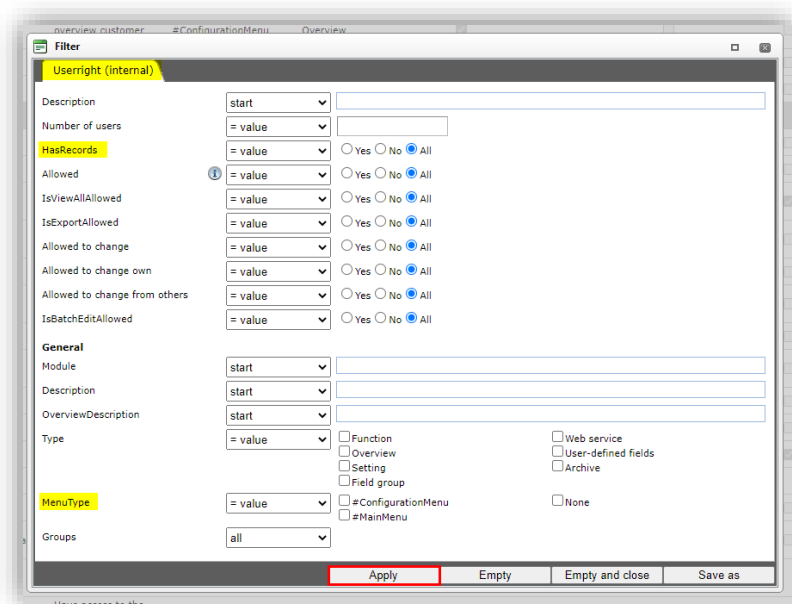 overview customer #ConfigurationMenu Overview
Filter
Userright (internal)
Description start
Number of users = value
HasRecords = value Yes No All
Allowed = value Yes No All
IsViewAllAllowed = value Yes No All
IsExportAllowed = value Yes No All
Allowed to change = value Yes No All
Allowed to change own = value Yes No All
Allowed to change from others = value Yes No All
IsBatchEditAllowed = value Yes No All
General
Module start
Description start
OverviewDescription start
Type = value Function Web service
Overview User-defined fields
Setting Archive
Field group
MenuType = value #ConfigurationMenu None
#MainMenu
Groups all
Apply Empty Empty and close Save as
Have access to the